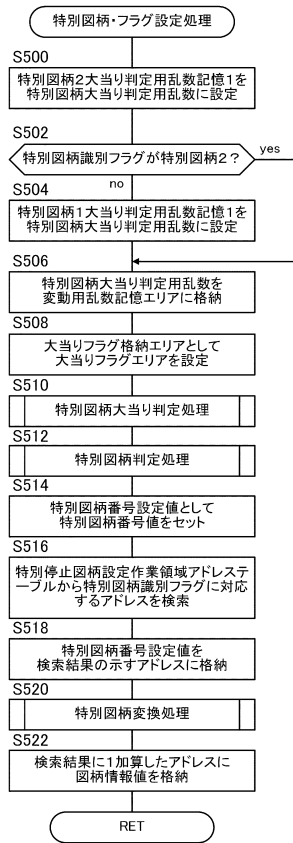 特別図柄・フラグ設定処理
S500
特別図柄2大当り判定用乱数記憶1を
特別図柄大当り判定用乱数に設定
S502
特別図柄識別フラグが特別図柄2？
yes
no
S504
特別図柄1大当り判定用乱数記憶1を
特別図柄大当り判定用乱数に設定
S506
特別図柄大当り判定用乱数を
変動用乱数記憶エリアに格納
S508
大当りフラグ格納エリアとして
大当りフラグエリアを設定
S510
特別図柄大当り判定処理
S512
特別図柄判定処理
S514
特別図柄番号設定値として
特別図柄番号値をセット
S516
特別停止図柄設定作業領域アドレステ
ーブルから特別図柄識別フラグに対応
するアドレスを検索
S518
特別図柄番号設定値を
検索結果の示すアドレスに格納
S520
特別図柄変換処理
S522
検索結果に1加算したアドレスに
図柄情報値を格納
RET